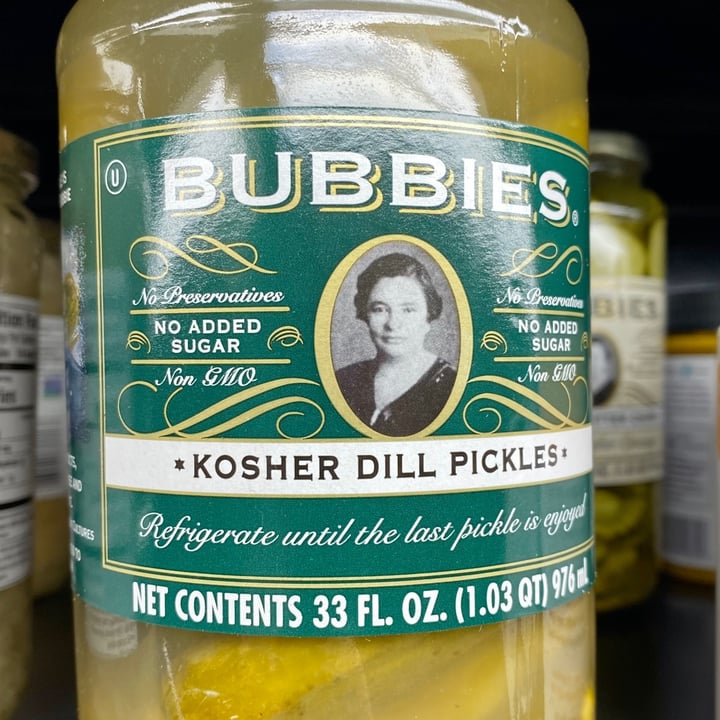 U
BUBBIES®
No Preservatives
NO ADDED
SUGAR
Non GMO
No Preservatives
NO ADDED
SUGAR
Non GMO
KOSHER DILL PICKLES
Refrigerate until the last pickle is enjoyed
NET CONTENTS 33 FL. OZ. (1.03 QT) 976 mL